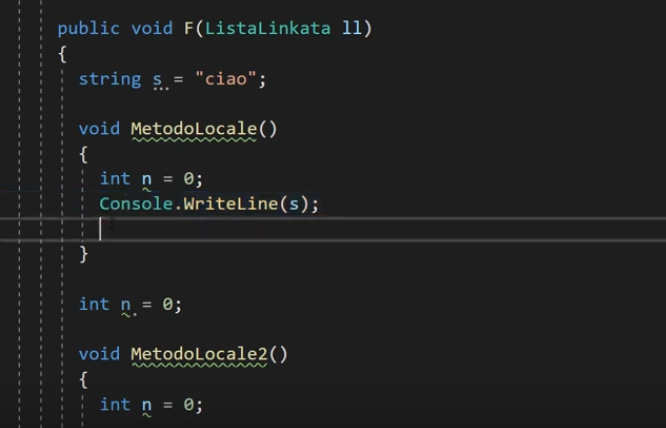 public void F(ListaLinkata ll)
{
string s = "ciao";
void MetodoLocale()
{
int n = 0;
Console.WriteLine(s);
}
int n = 0;
void MetodoLocale2()
{
int n = 0;